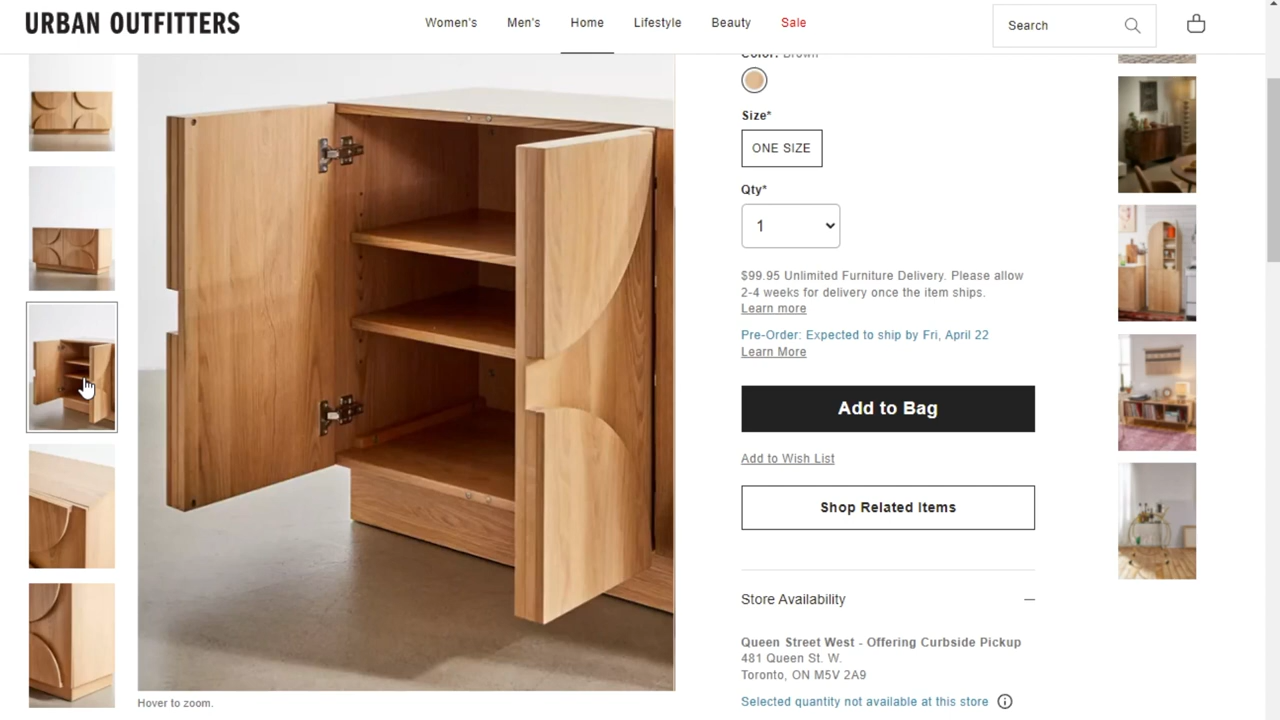 URBAN OUTFITTERS
Women's
Men's
Home
Lifestyle
Beauty
Sale
Search
Color: Brown
Size*
ONE SIZE
Qty*
1
$99.95 Unlimited Furniture Delivery. Please allow
2-4 weeks for delivery once the item ships.
Learn more
Pre-Order: Expected to ship by Fri, April 22
Learn More
Add to Bag
Add to Wish List
Shop Related Items
Store Availability
Queen Street West - Offering Curbside Pickup
481 Queen St. W.
Toronto, ON M5V 2A9
Selected quantity not available at this store
Hover to zoom.